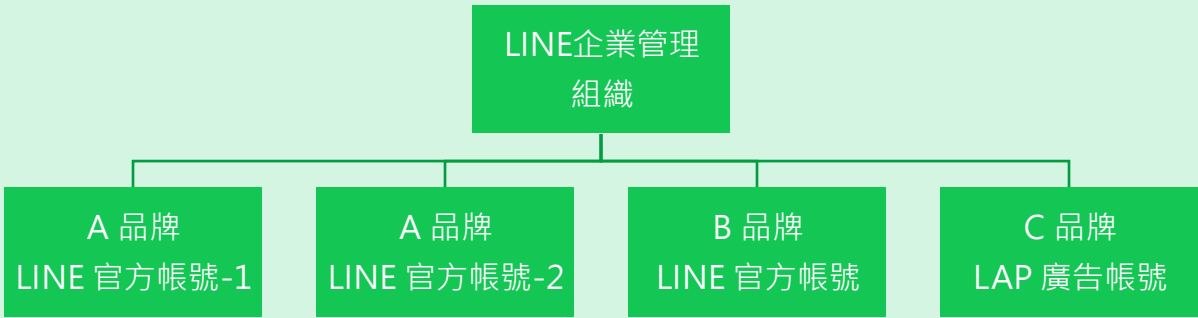 LINE企業管理
組織
A 品牌
LINE 官方帳號-1
A 品牌
LINE 官方帳號-2
B 品牌
LINE 官方帳號
C 品牌
LAP 廣告帳號